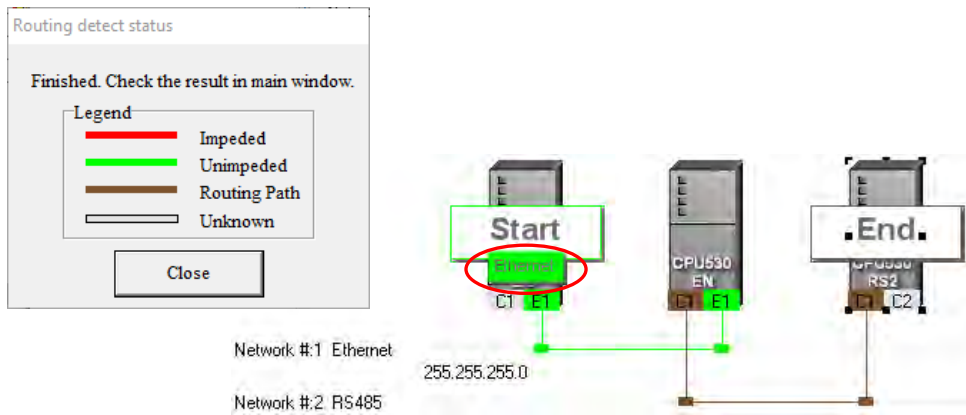 Routing detect status
Finished. Check the result in main window.
Legend
Impeded
Unimpeded
Routing Path
Unknown
Close
Start
Ethernet
C1 E1
CPU530
EN
C1 E1
End
CPU530
RS2
C1 C2
Network #:1 Ethernet
255.255.255.0
Network #:2 RS485